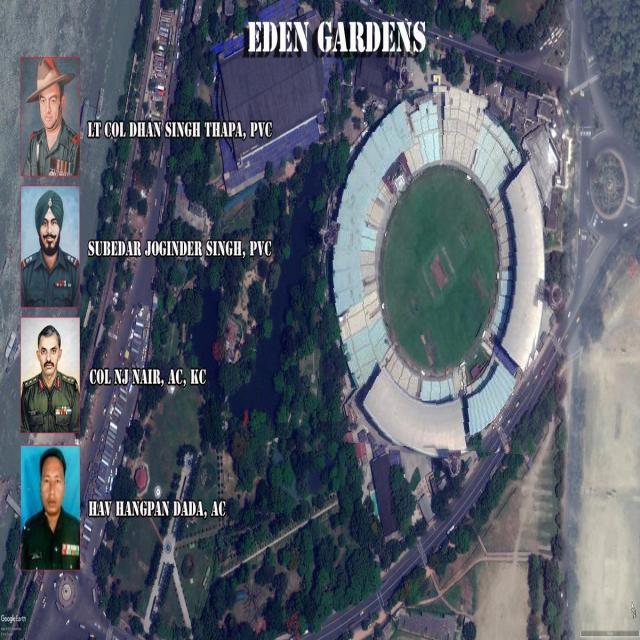 EDEN GARDENS
LT COL DHAN SINGH THAPA, PVC
SUBEDAR JOGINDER SINGH, PVC
COL NJ NAIR, AC, KC
HAV HANGPAN DADA, AC
Google Earth